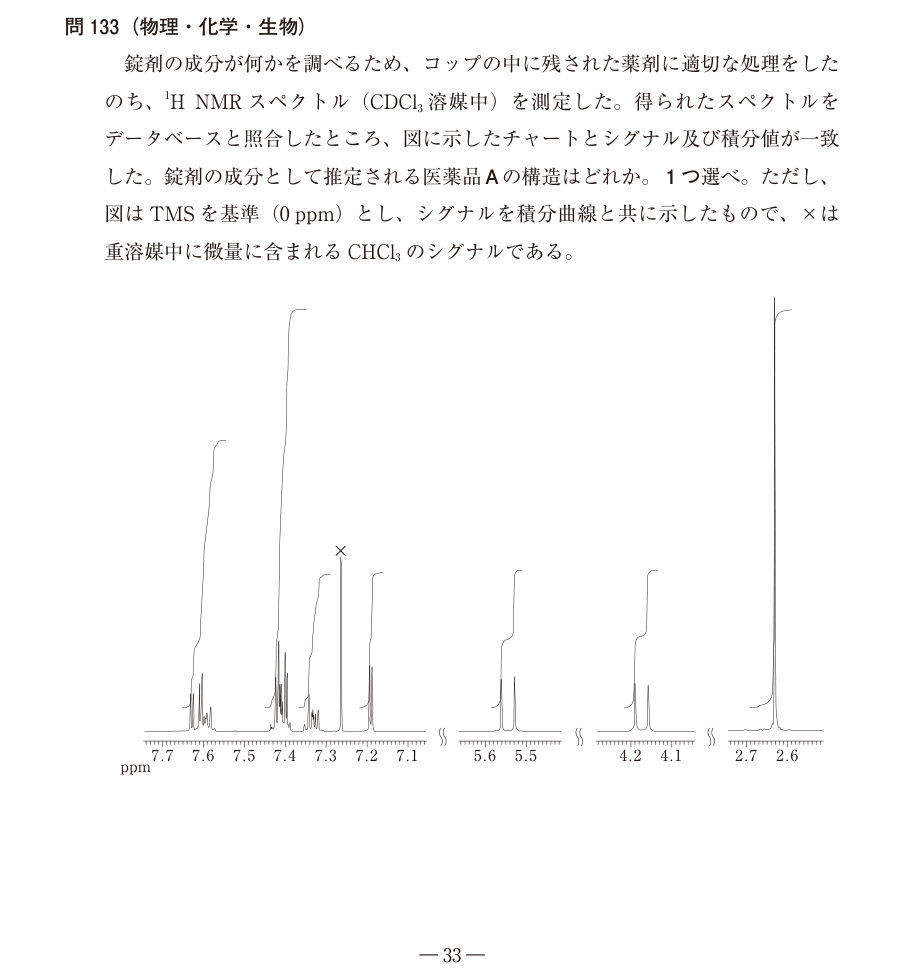 問 133（物理・化学・生物）
錠剤の成分が何かを調べるため、コップの中に残された薬剤に適切な処理をした
のち、¹H NMR スペクトル（CDCl₃ 溶媒中）を測定した。得られたスペクトルを
データベースと照合したところ、図に示したチャートとシグナル及び積分値が一致
した。錠剤の成分として推定される医薬品 A の構造はどれか。１つ選べ。ただし、
図は TMS を基準（0 ppm）とし、シグナルを積分曲線と共に示したもので、×は
重溶媒中に微量に含まれる CHCl₃ のシグナルである。
×
7.7 7.6 7.5 7.4 7.3 7.2 7.1 5.6 5.5 4.2 4.1 2.7 2.6
ppm
— 33 —